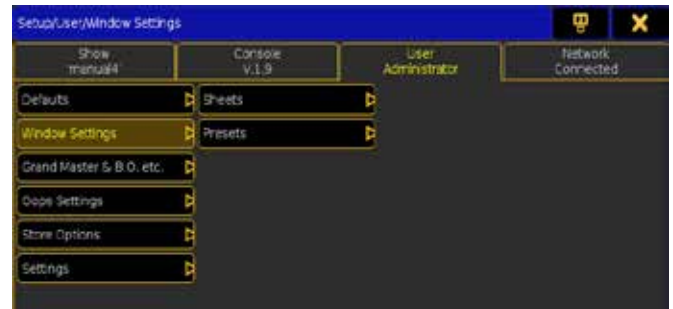 Setup/User/Window Settings
Show
manual4
Console
V.1.9
User
Administrator
Network
Connected
Defaults
Sheets
Window Settings
Presets
Grand Master & B.O. etc.
Oops Settings
Store Options
Settings